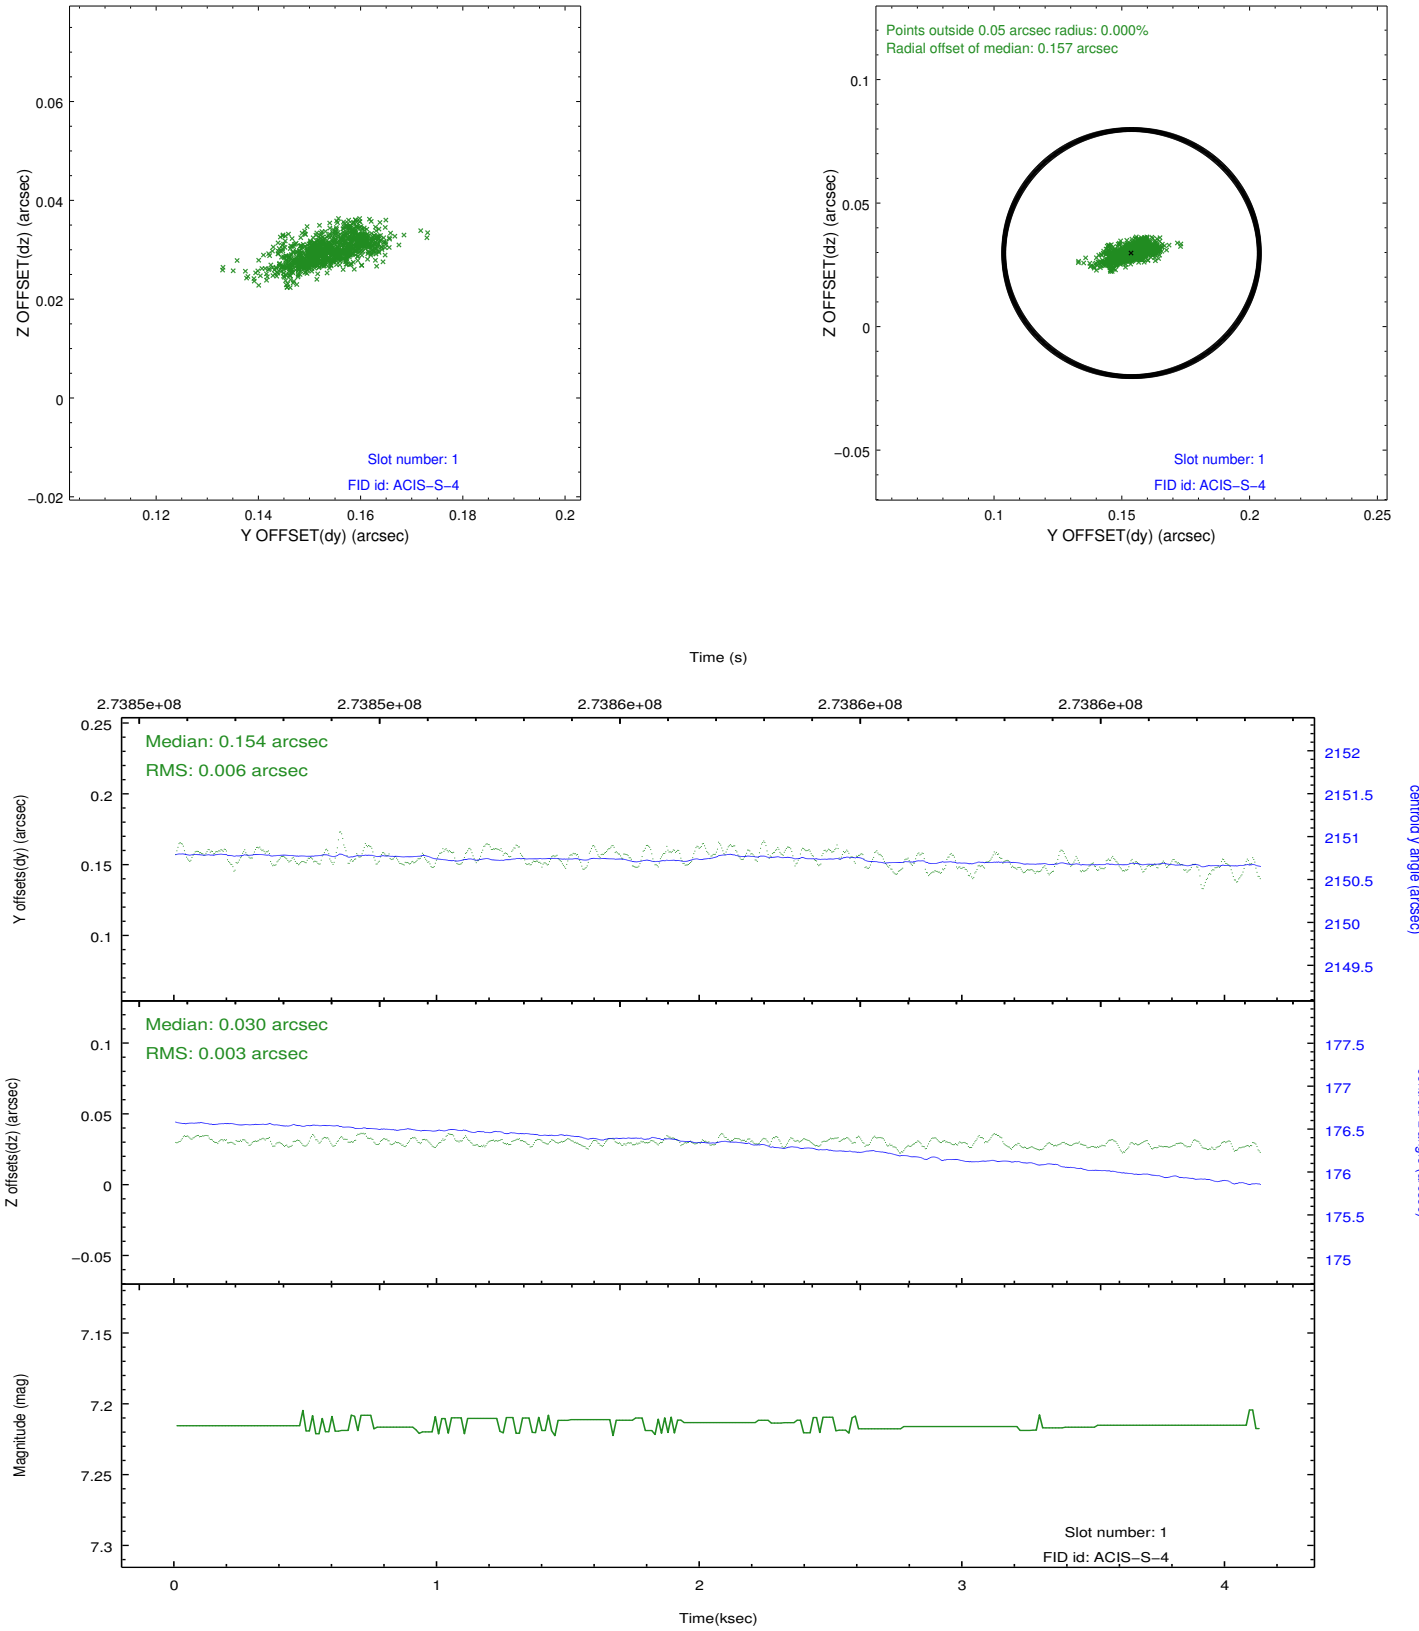 0.06
0.04
0.02
0
−0.02
Z OFFSET(dz) (arcsec)
Slot number: 1
FID id: ACIS−S−4
0.12 0.14 0.16 0.18 0.2
Y OFFSET(dy) (arcsec)
Points outside 0.05 arcsec radius: 0.000%
Radial offset of median: 0.157 arcsec
0.1
0.05
0
−0.05
Z OFFSET(dz) (arcsec)
Slot number: 1
FID id: ACIS−S−4
0.1 0.15 0.2 0.25
Y OFFSET(dy) (arcsec)
Time (s)
2.7385e+08 2.7385e+08 2.7386e+08 2.7386e+08 2.7386e+08
Median: 0.154 arcsec
RMS: 0.006 arcsec
0.25
0.2
0.15
0.1
Y offsets(dy) (arcsec)
2152
2151.5
2151
2150.5
2150
2149.5
centroid y angle (arcsec)
Median: 0.030 arcsec
RMS: 0.003 arcsec
0.1
0.05
0
−0.05
Z offsets(dz) (arcsec)
177.5
177
176.5
176
175.5
175
7.15
7.2
7.25
7.3
Magnitude (mag)
Slot number: 1
FID id: ACIS−S−4
0 1 2 3 4
Time(ksec)